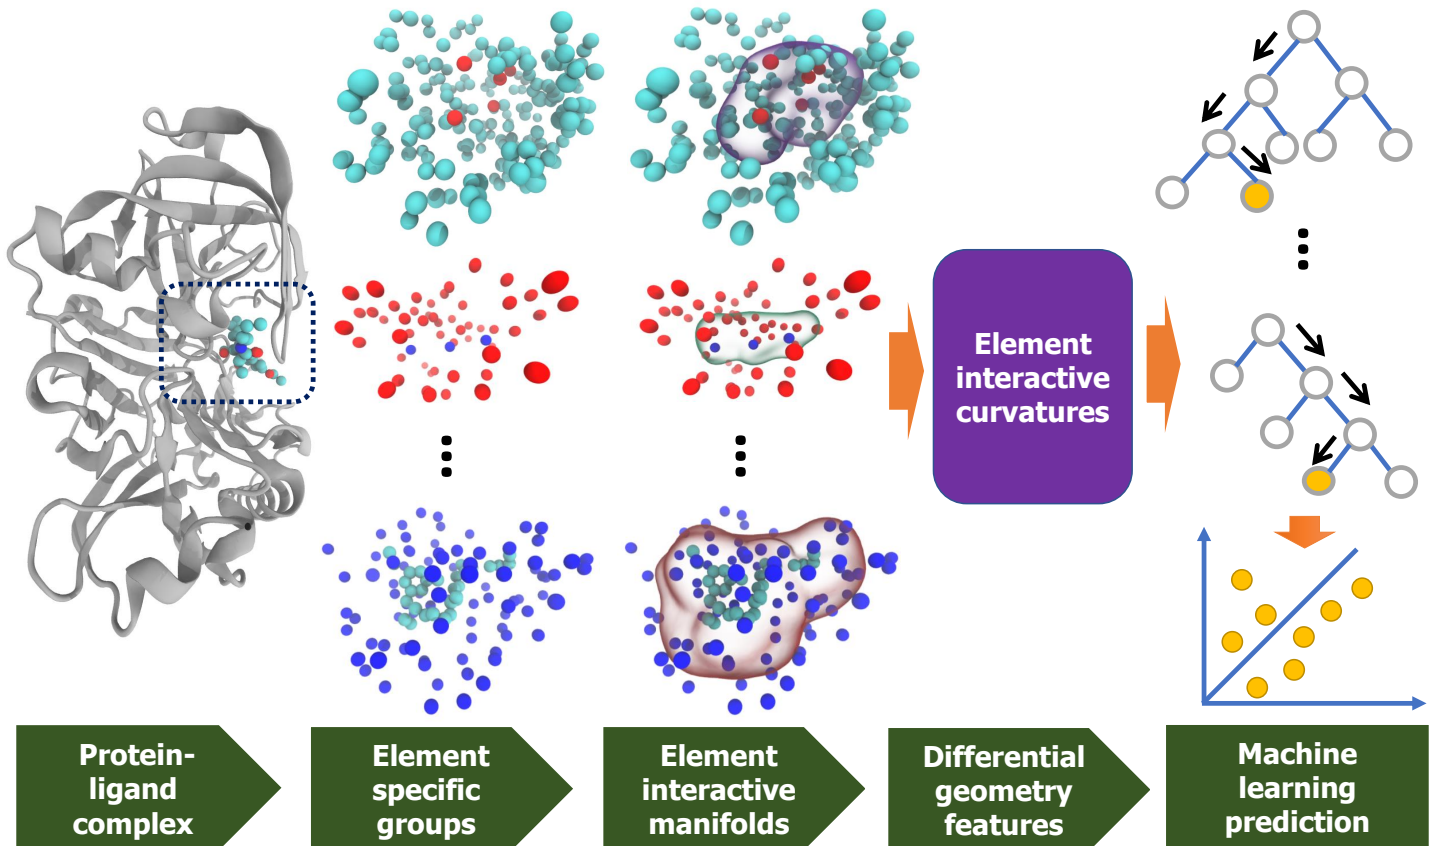 Element
interactive
curvatures
Protein-
ligand
complex
Element
specific
groups
Element
interactive
manifolds
Differential
geometry
features
Machine
learning
prediction